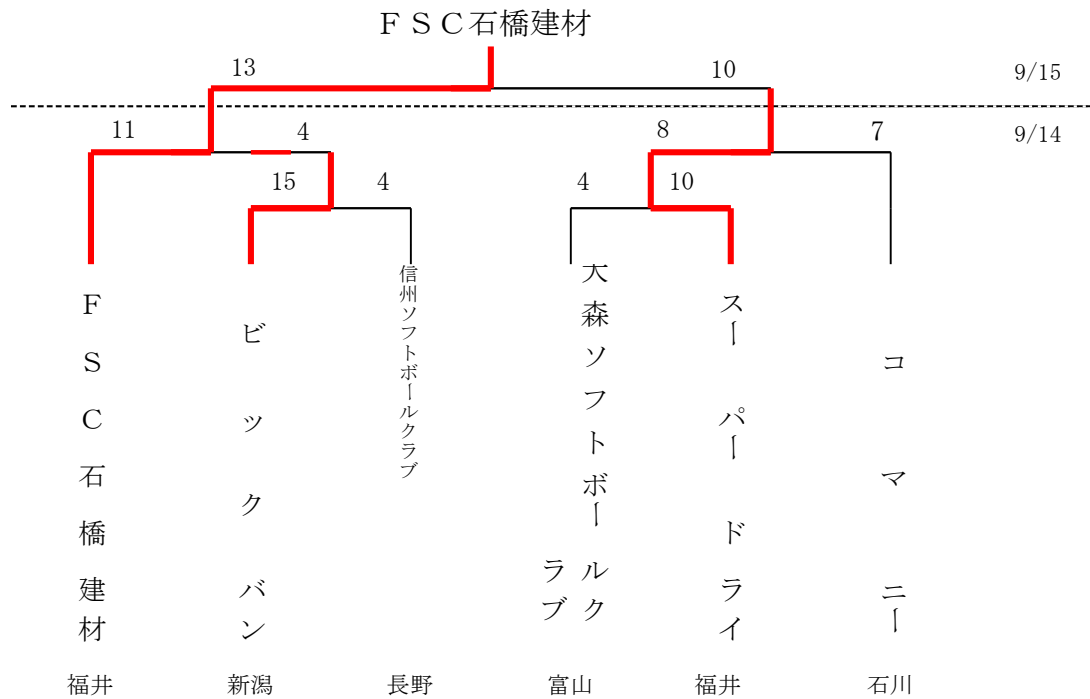 ＦＳＣ石橋建材
13 10 9/15
11 4 8 7 9/14
15 4 4 10
ＦＳＣ石橋建材
ビックバン
信州ソフトボールクラブ
大森ソフトボールクラブ
スーパードライ
コマニー
福井 新潟 長野 富山 福井 石川